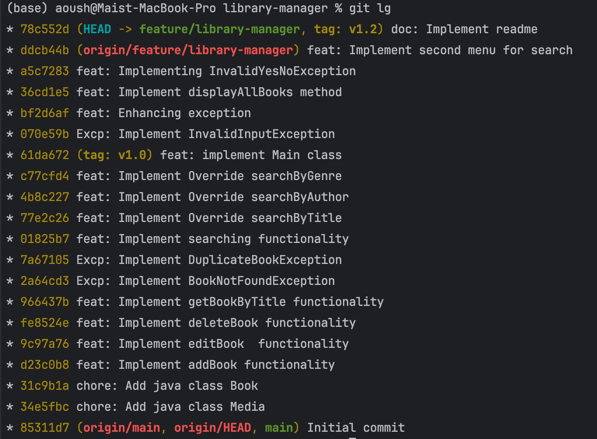 (base) aoush@Maist-MacBook-Pro library-manager % git lg
* 78c552d (HEAD -> feature/library-manager, tag: v1.2) doc: Implement readme
* ddcb44b (origin/feature/library-manager) feat: Implement second menu for search
* a5c7283 feat: Implementing InvalidYesNoException
* 36cd1e5 feat: Implement displayAllBooks method
* bf2d6af feat: Enhancing exception
* 070e59b Excp: Implement InvalidInputException
* 61da672 (tag: v1.0) feat: implement Main class
* c77cfd4 feat: Implement Override searchByGenre
* 4b8c227 feat: Implement Override searchByAuthor
* 77e2c26 feat: Implement Override searchByTitle
* 01825b7 feat: Implement searching functionality
* 7a67105 Excp: Implement DuplicateBookException
* 2a64cd3 Excp: Implement BookNotFoundException
* 966437b feat: Implement getBookByTitle functionality
* fe8524e feat: Implement deleteBook functionality
* 9c97a76 feat: Implement editBook  functionality
* d23c0b8 feat: Implement addBook functionality
* 31c9b1a chore: Add java class Book
* 34e5fbc chore: Add java class Media
* 85311d7 (origin/main, origin/HEAD, main) Initial commit